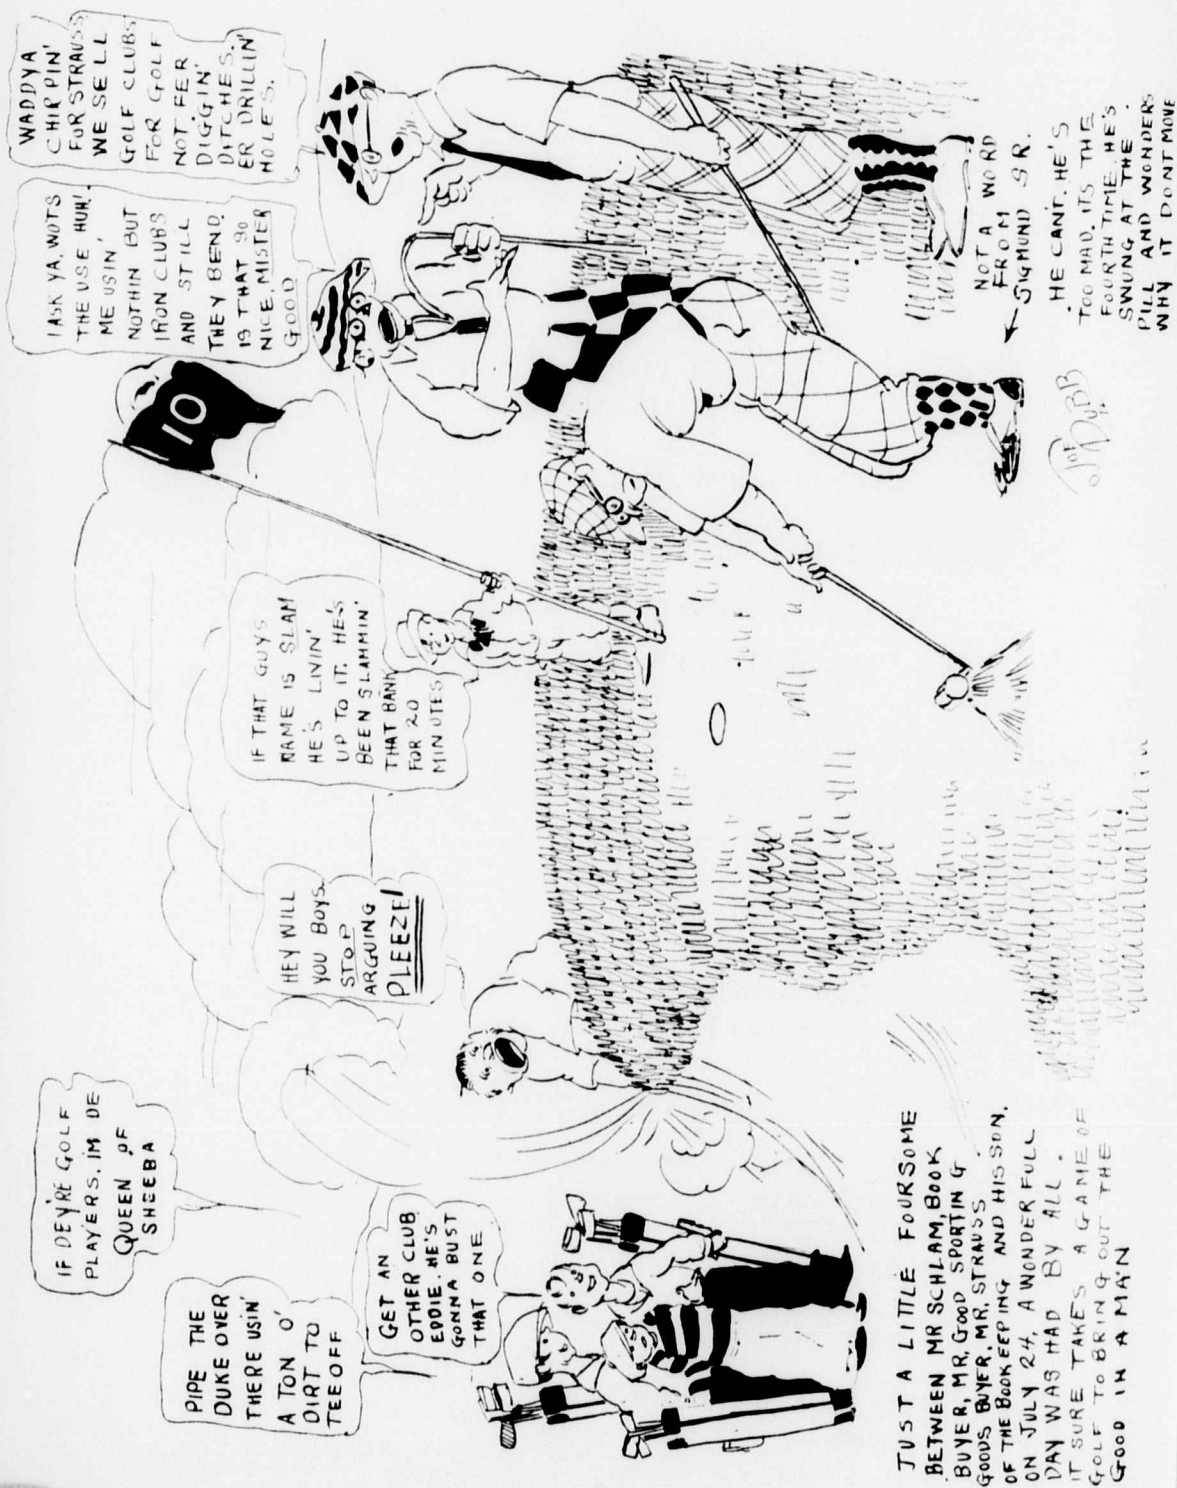 IF DEY'RE GOLF
PLAYERS. IM DE
QUEEN OF
SHEEBA
PIPE THE
DUKE OVER
THERE USIN'
A TON O'
DIRT TO
TEE OFF
GET AN
OTHER CLUB
EDDIE. HE'S
GONNA BUST
THAT ONE
HEY WILL
YOU BOYS.
STOP
ARGUING
PLEEZE!
IF THAT GUYS
NAME IS SLAM
HE'S LIVIN'
UP TO IT. HE'S
BEEN SLAMMIN'
THAT BANK
FOR 20
MINUTES
10
I ASK YA, WOTS
THE USE HUH!
ME USIN'
NOTHIN BUT
IRON CLUBS
AND STILL
THEY BEND.
IS THAT SO
NICE, MISTER
GOOD
WADDYA
CHIRPIN'
FOR STRAUSS
WE SELL
GOLF CLUBS
FOR GOLF
NOT FER
DIGGIN'
DITCHES.
ER DRILLIN'
HOLES.
JUST A LITTLE FOURSOME
BETWEEN MR SCHLAM, BOOK
BUYER, MR. GOOD SPORTING
GOODS BUYER, MR. STRAUSS
OF THE BOOKEEPING AND HIS SON.
ON JULY 24, A WONDERFULL
DAY WAS HAD BY ALL.
IT SURE TAKES A GAME OF
GOLF TO BRING OUT THE
GOOD IN A MAN
NOT A WORD
FROM
SIGMUND SR.
HE CAN'T. HE'S
TOO MAD. ITS THE
FOURTH TIME. HE'S
SWUNG AT THE
PILL AND WONDERS
WHY IT DONT MOVE